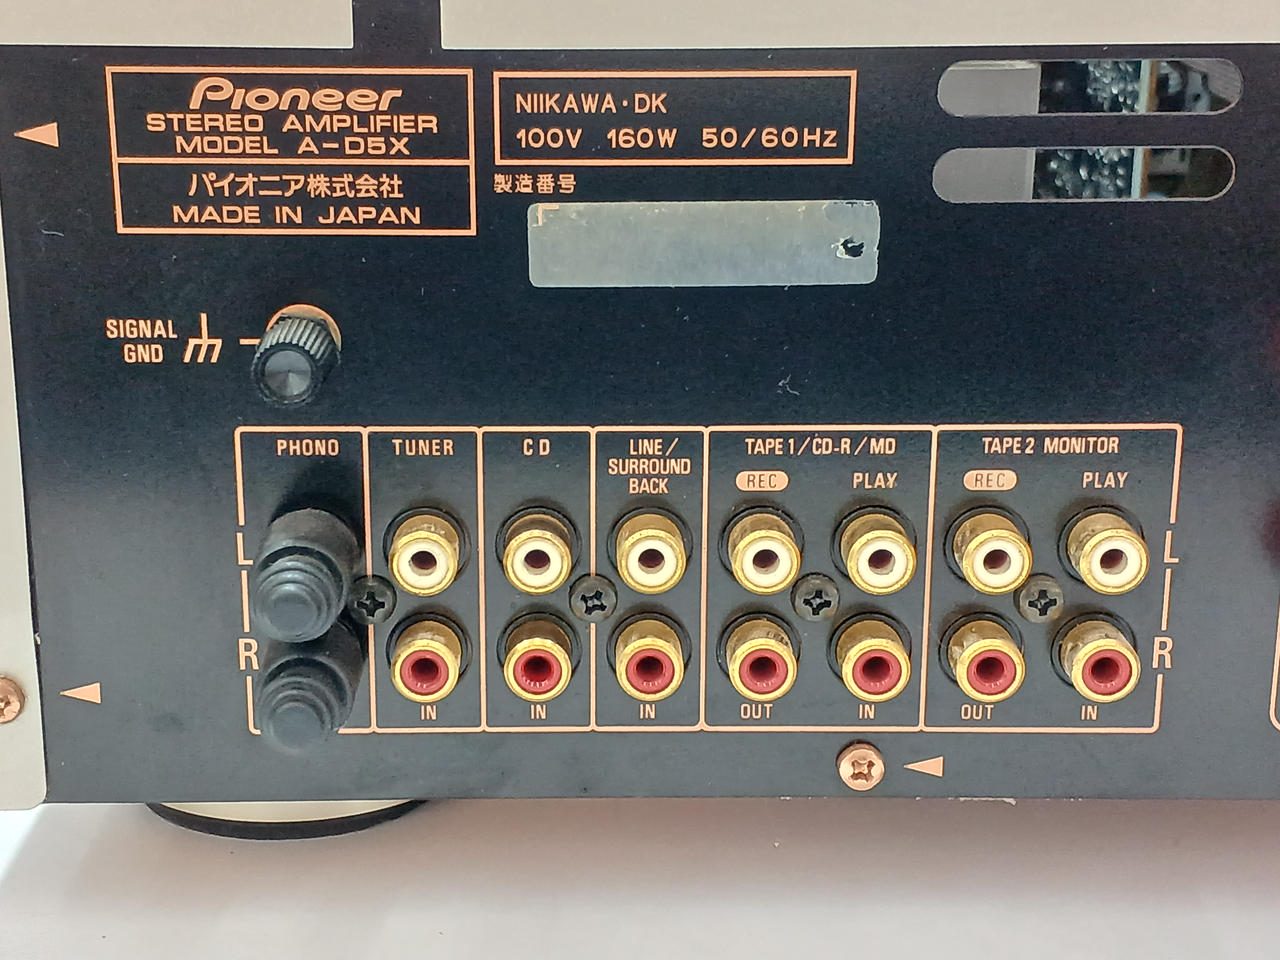 Pioneer
STEREO AMPLIFIER
MODEL A-D5X
パイオニア株式会社
MADE IN JAPAN
NIIKAWA・DK
100V 160W 50/60Hz
製造番号
SIGNAL
GND
PHONO
TUNER
CD
LINE/
SURROUND
BACK
TAPE 1/CD-R/MD
REC PLAY
TAPE 2 MONITOR
REC PLAY
L
R
L
R
IN
IN
IN
OUT
IN
OUT
IN